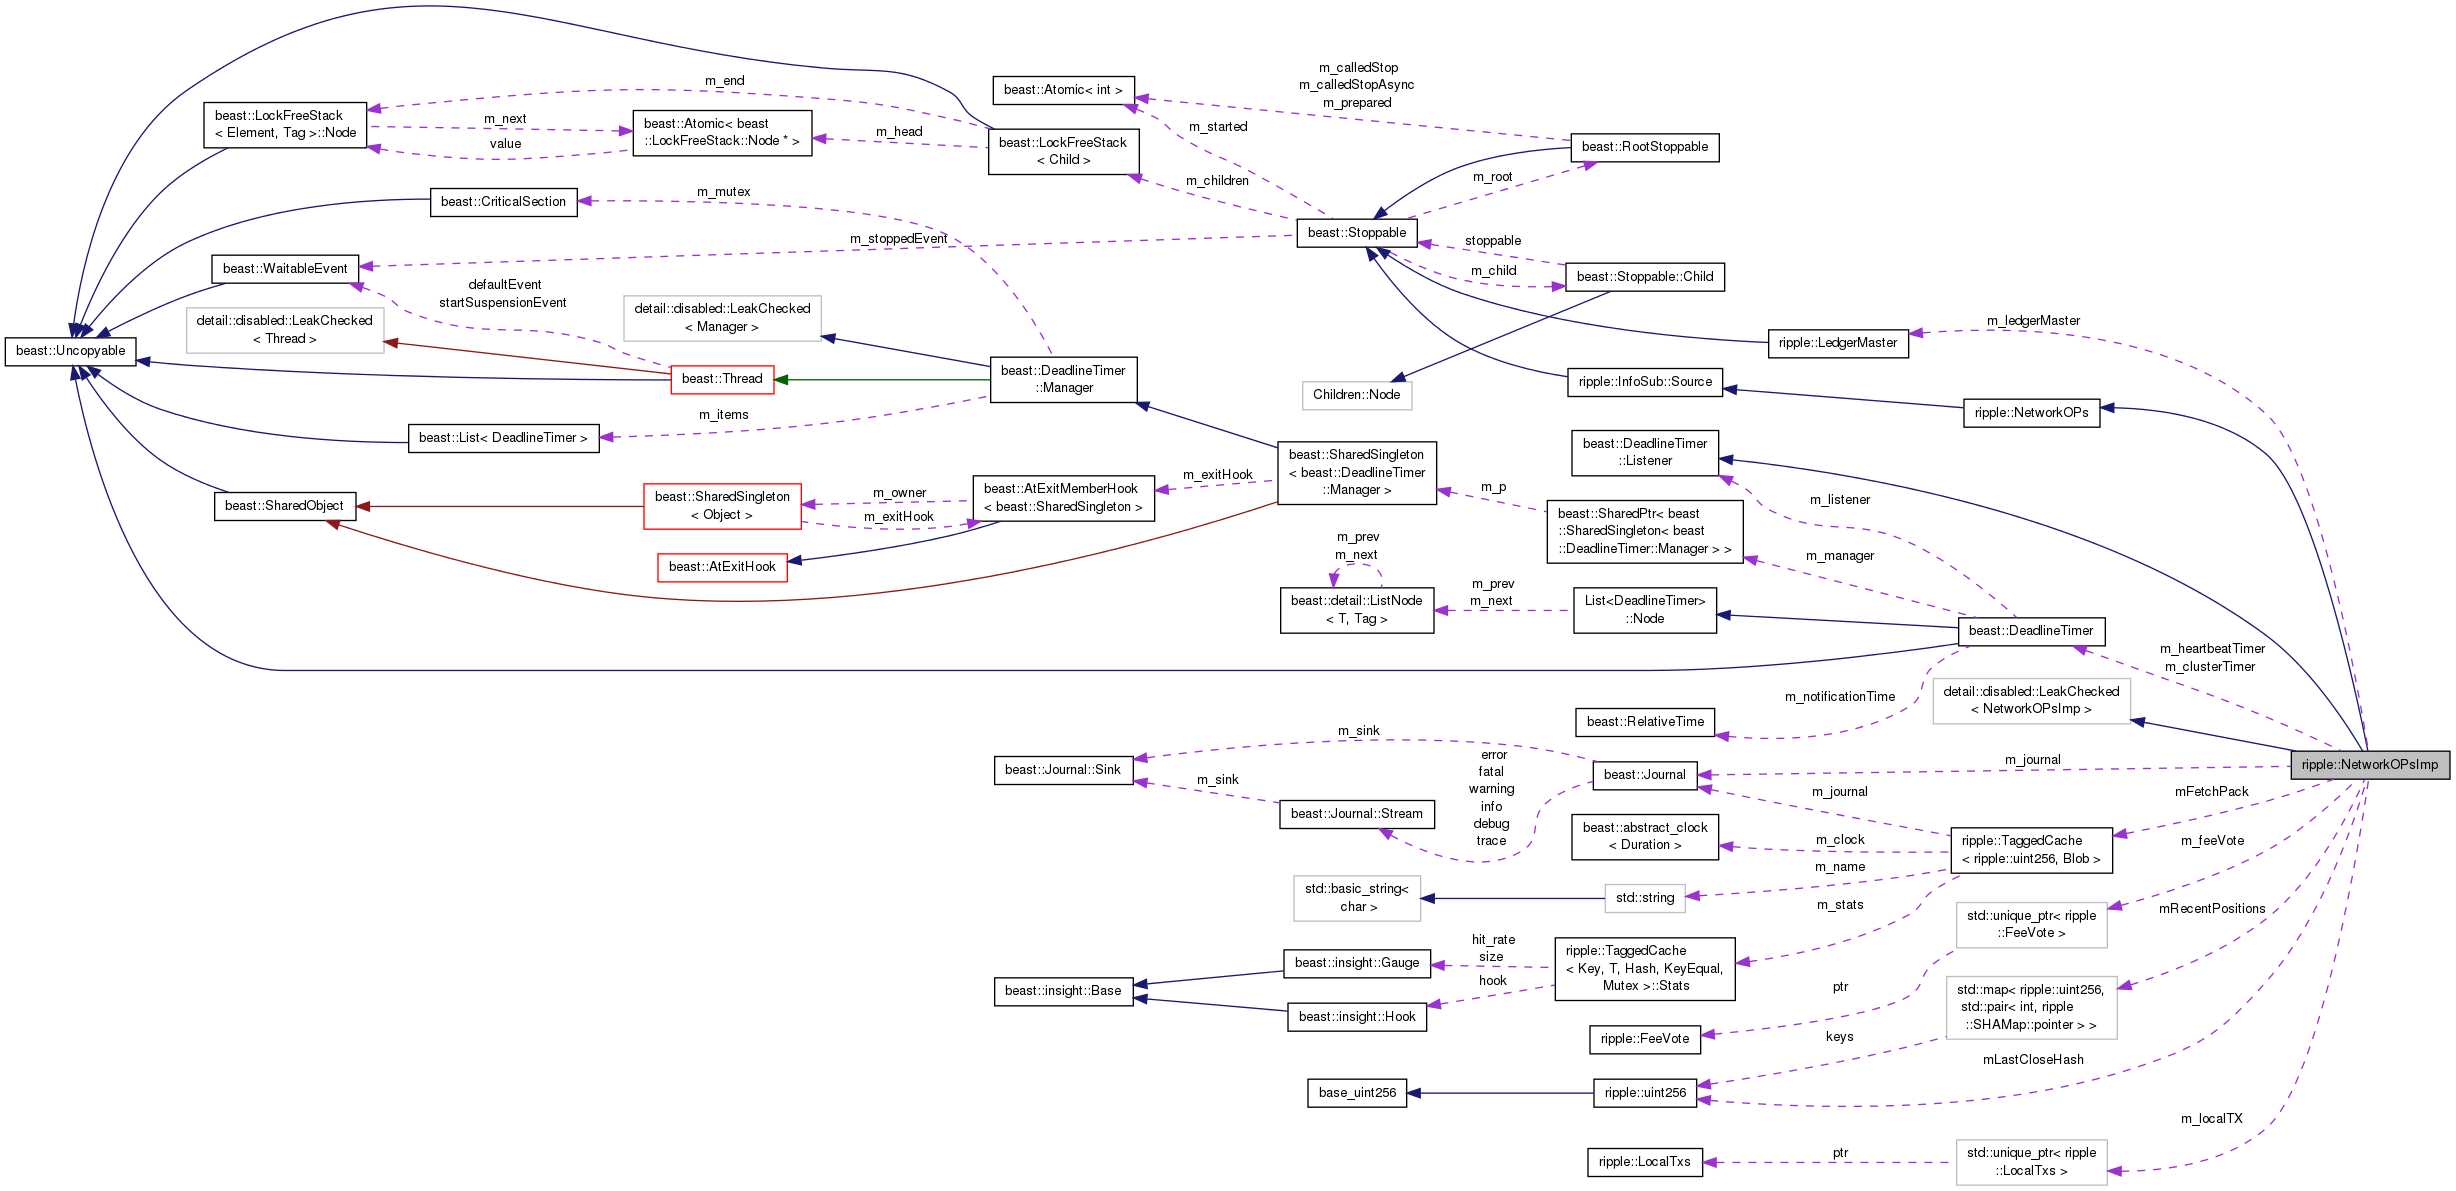 m_end
beast::LockFreeStack
< Element, Tag >::Node
m_next
value
beast::Atomic< beast
::LockFreeStack::Node * >
m_head
beast::LockFreeStack
< Child >
beast::Atomic< int >
m_calledStop
m_calledStopAsync
m_prepared
m_started
beast::RootStoppable
m_children
m_root
beast::CriticalSection
m_mutex
beast::Stoppable
m_stoppedEvent
stoppable
m_child
beast::Stoppable::Child
beast::WaitableEvent
defaultEvent
startSuspensionEvent
detail::disabled::LeakChecked
< Thread >
detail::disabled::LeakChecked
< Manager >
m_ledgerMaster
ripple::LedgerMaster
beast::Uncopyable
beast::Thread
beast::DeadlineTimer
::Manager
Children::Node
ripple::InfoSub::Source
ripple::NetworkOPs
m_items
beast::List< DeadlineTimer >
beast::DeadlineTimer
::Listener
beast::SharedSingleton
< beast::DeadlineTimer
::Manager >
m_exitHook
m_p
m_listener
beast::SharedObject
beast::SharedSingleton
< Object >
m_owner
m_exitHook
beast::AtExitMemberHook
< beast::SharedSingleton >
beast::SharedPtr< beast
::SharedSingleton< beast
::DeadlineTimer::Manager > >
m_manager
beast::AtExitHook
m_prev
m_next
beast::detail::ListNode
< T, Tag >
m_prev
m_next
List<DeadlineTimer>
::Node
beast::DeadlineTimer
m_heartbeatTimer
m_clusterTimer
detail::disabled::LeakChecked
< NetworkOPsImp >
m_notificationTime
beast::RelativeTime
m_sink
beast::Journal::Sink
m_sink
error
fatal
warning
info
debug
trace
beast::Journal::Stream
beast::Journal
m_journal
ripple::NetworkOPsImp
m_journal
mFetchPack
beast::abstract_clock
< Duration >
m_clock
ripple::TaggedCache
< ripple::uint256, Blob >
m_feeVote
m_name
std::basic_string<
char >
std::string
m_stats
std::unique_ptr< ripple
::FeeVote >
mRecentPositions
hit_rate
size
hook
beast::insight::Gauge
beast::insight::Base
beast::insight::Hook
ripple::TaggedCache
< Key, T, Hash, KeyEqual,
Mutex >::Stats
ptr
std::map< ripple::uint256,
std::pair< int, ripple
::SHAMap::pointer > >
ripple::FeeVote
keys
mLastCloseHash
base_uint256
ripple::uint256
m_localTX
ripple::LocalTxs
ptr
std::unique_ptr< ripple
::LocalTxs >